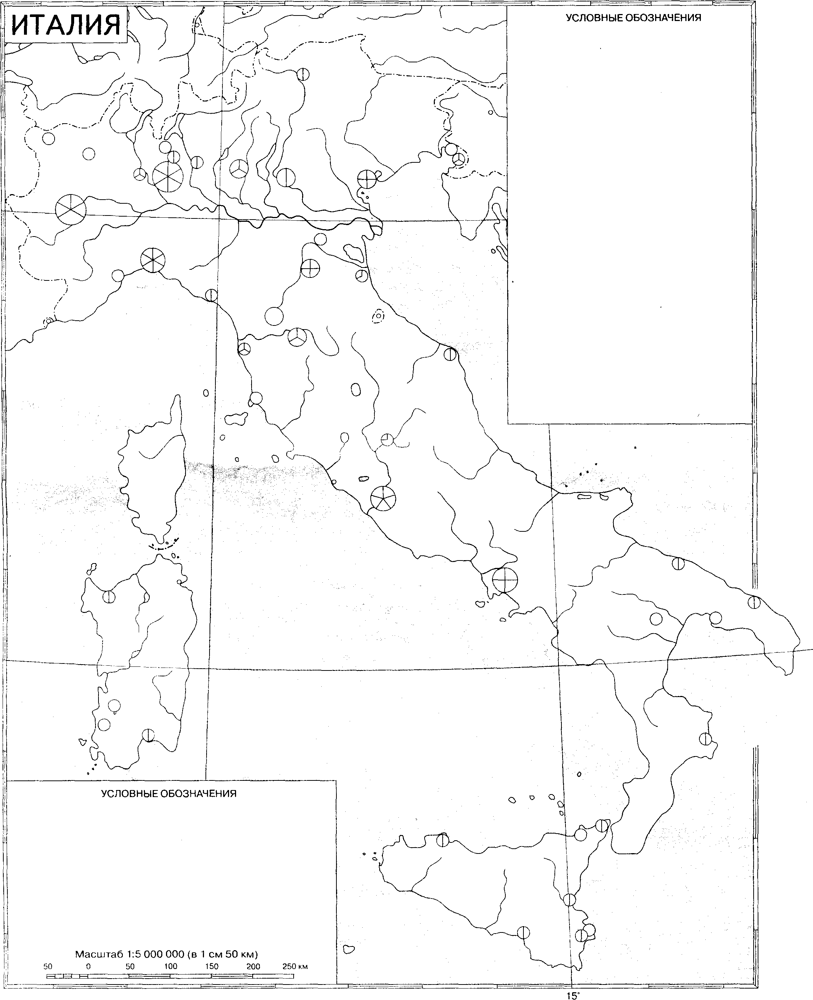 ИТАЛИЯ
УСЛОВНЫЕ ОБОЗНАЧЕНИЯ
УСЛОВНЫЕ ОБОЗНАЧЕНИЯ
Масштаб 1:5 000 000 (в 1 см 50 км)
50 0 50 100 150 200 250 км
15°